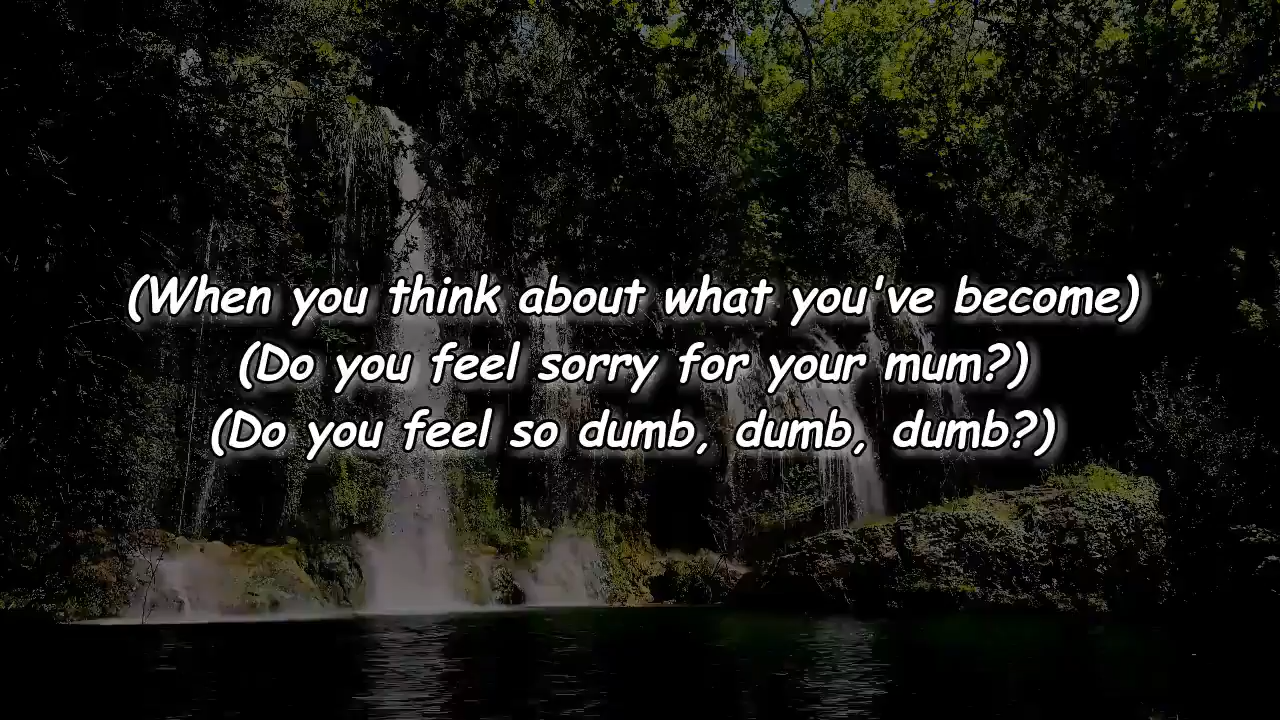 (When you think about what you've become)
(Do you feel sorry for your mum?)
(Do you feel so dumb, dumb, dumb?)